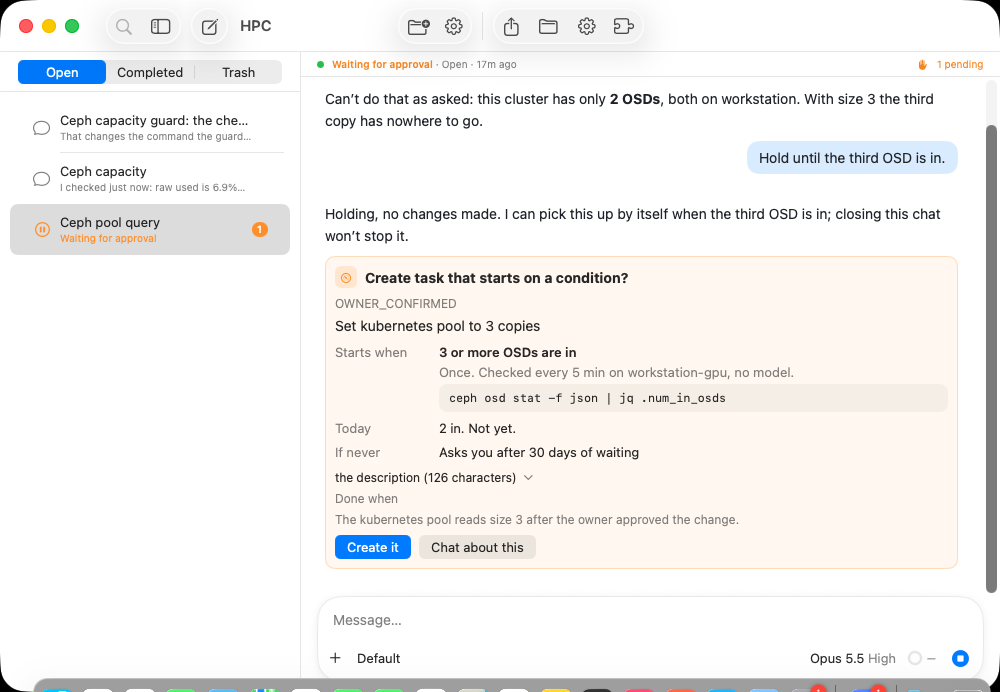 HPC
Open
Completed
Trash
Waiting for approval · Open · 17m ago
1 pending
Ceph capacity guard: the che...
That changes the command the guard...
Ceph capacity
I checked just now: raw used is 6.9%...
Ceph pool query
Waiting for approval
1
Can't do that as asked: this cluster has only 2 OSDs, both on workstation. With size 3 the third
copy has nowhere to go.
Hold until the third OSD is in.
Holding, no changes made. I can pick this up by itself when the third OSD is in; closing this chat
won't stop it.
Create task that starts on a condition?
OWNER_CONFIRMED
Set kubernetes pool to 3 copies
Starts when
3 or more OSDs are in
Once. Checked every 5 min on workstation-gpu, no model.
ceph osd stat -f json | jq .num_in_osds
Today
2 in. Not yet.
If never
Asks you after 30 days of waiting
the description (126 characters)
Done when
The kubernetes pool reads size 3 after the owner approved the change.
Create it
Chat about this
Message...
+ Default
Opus 5.5 High
–